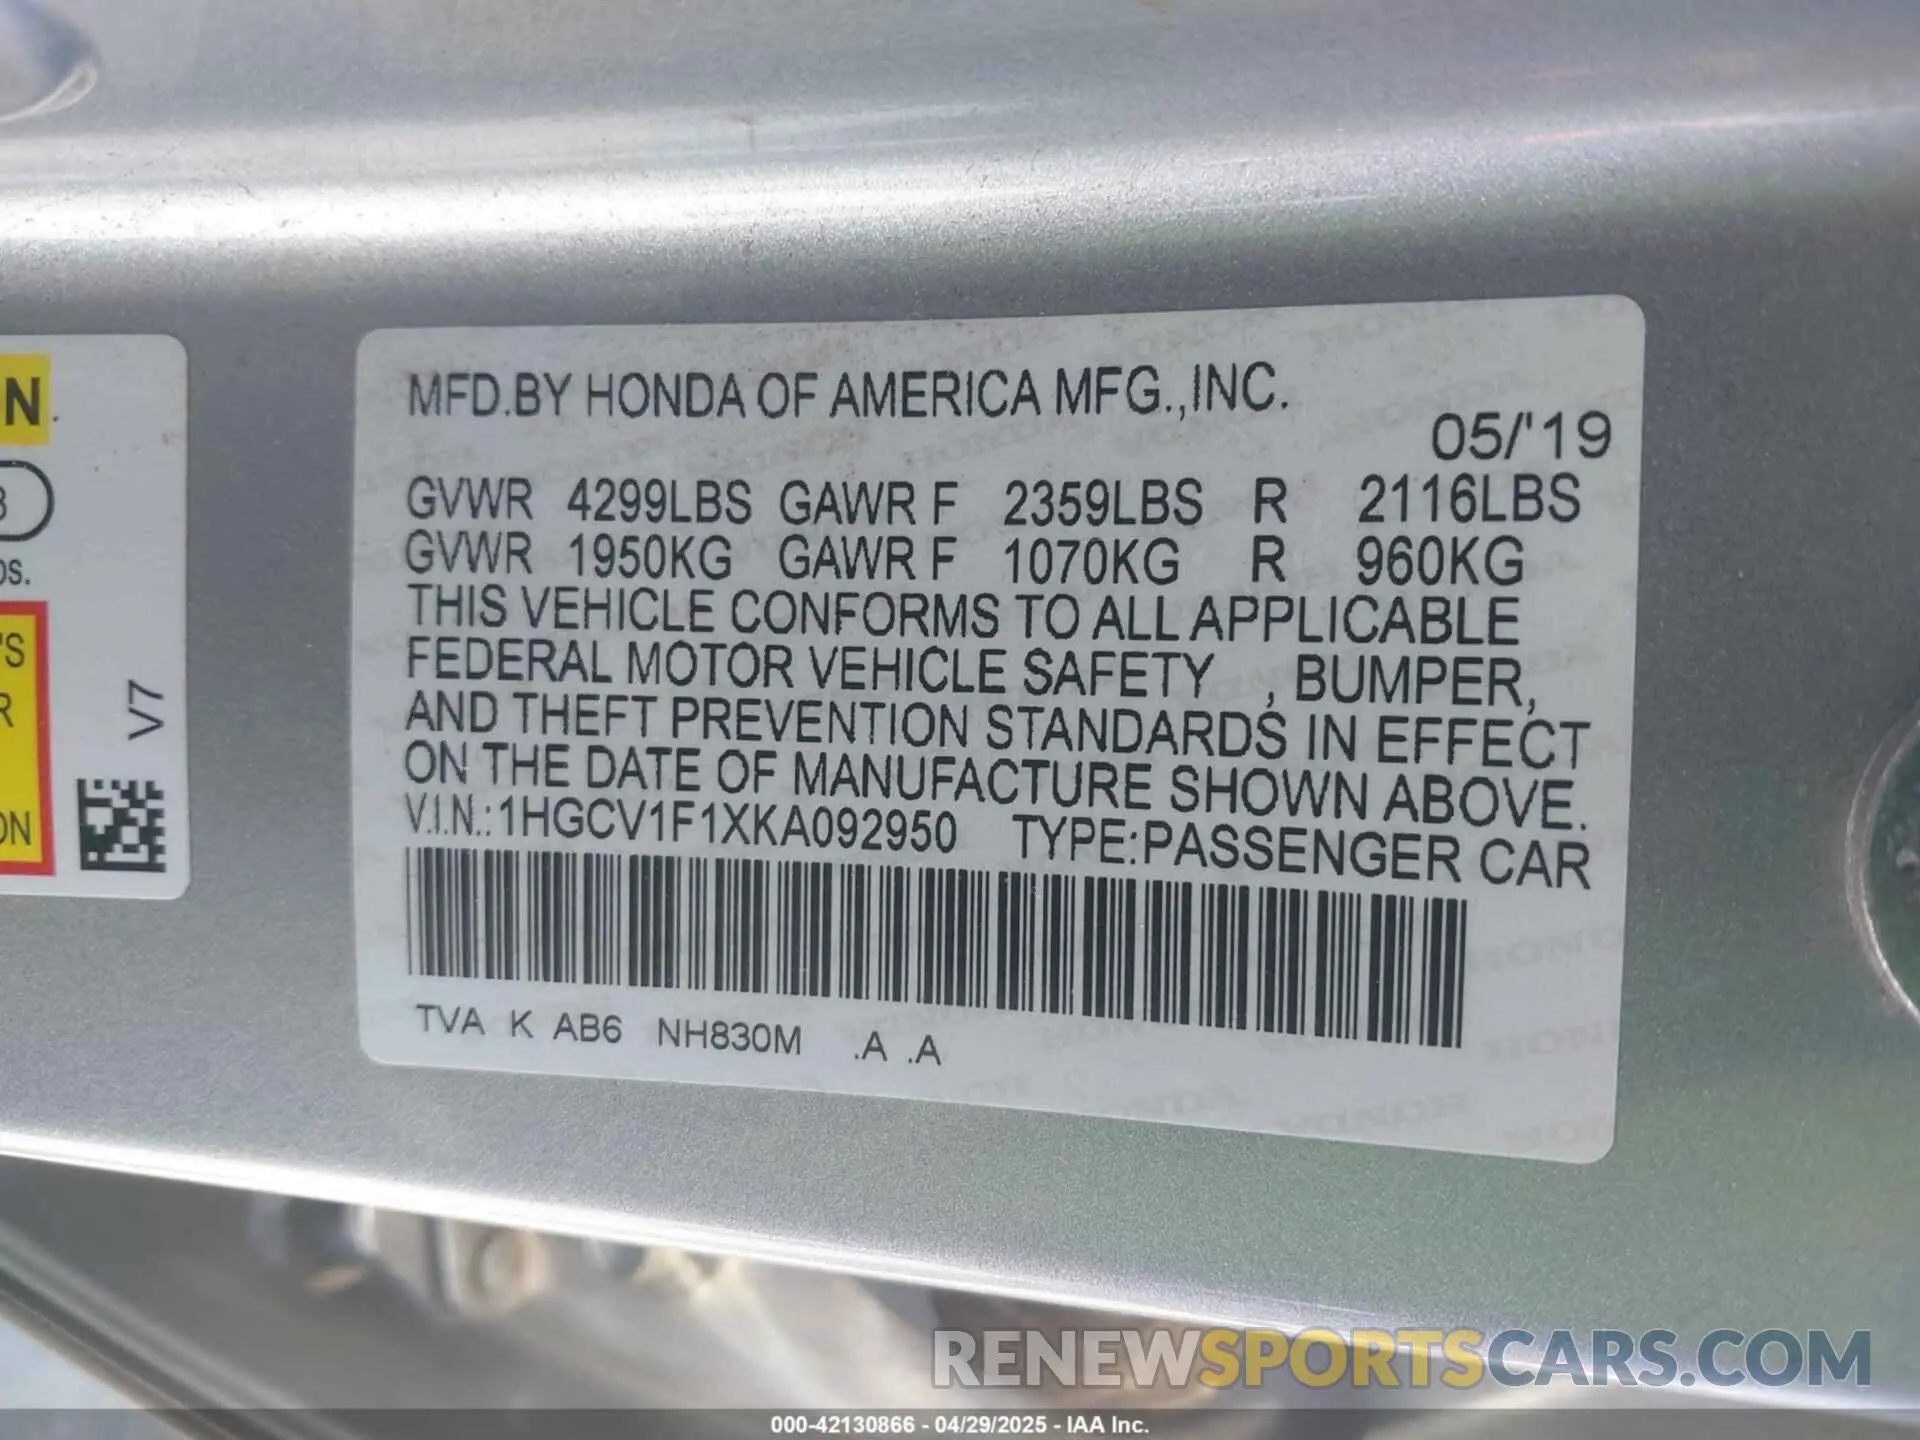 MFD.BY HONDA OF AMERICA MFG.,INC.
05/'19
GVWR 4299LBS GAWR F 2359LBS R 2116LBS
GVWR 1950KG GAWR F 1070KG R 960KG
THIS VEHICLE CONFORMS TO ALL APPLICABLE
FEDERAL MOTOR VEHICLE SAFETY , BUMPER,
AND THEFT PREVENTION STANDARDS IN EFFECT
ON THE DATE OF MANUFACTURE SHOWN ABOVE.
V.I.N.:1HGCV1F1XKA092950 TYPE:PASSENGER CAR
TVA K AB6 NH830M .A .A
V7
RENEWSPORTSCARS.COM
000-42130866 - 04/29/2025 - IAA Inc.